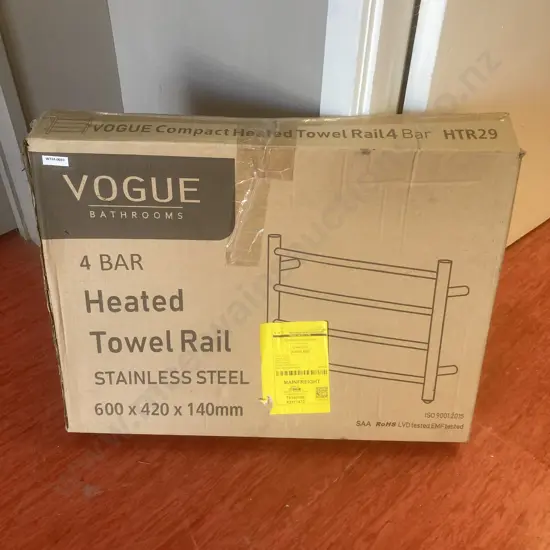 VOGUE Compact Heated Towel Rail 4 Bar HTR29
VOGUE
BATHROOMS
4 BAR
Heated
Towel Rail
STAINLESS STEEL
600 x 420 x 140mm
MAINFREIGHT
ISO 9001:2015
SAA RoHS LVD tested EMF tested